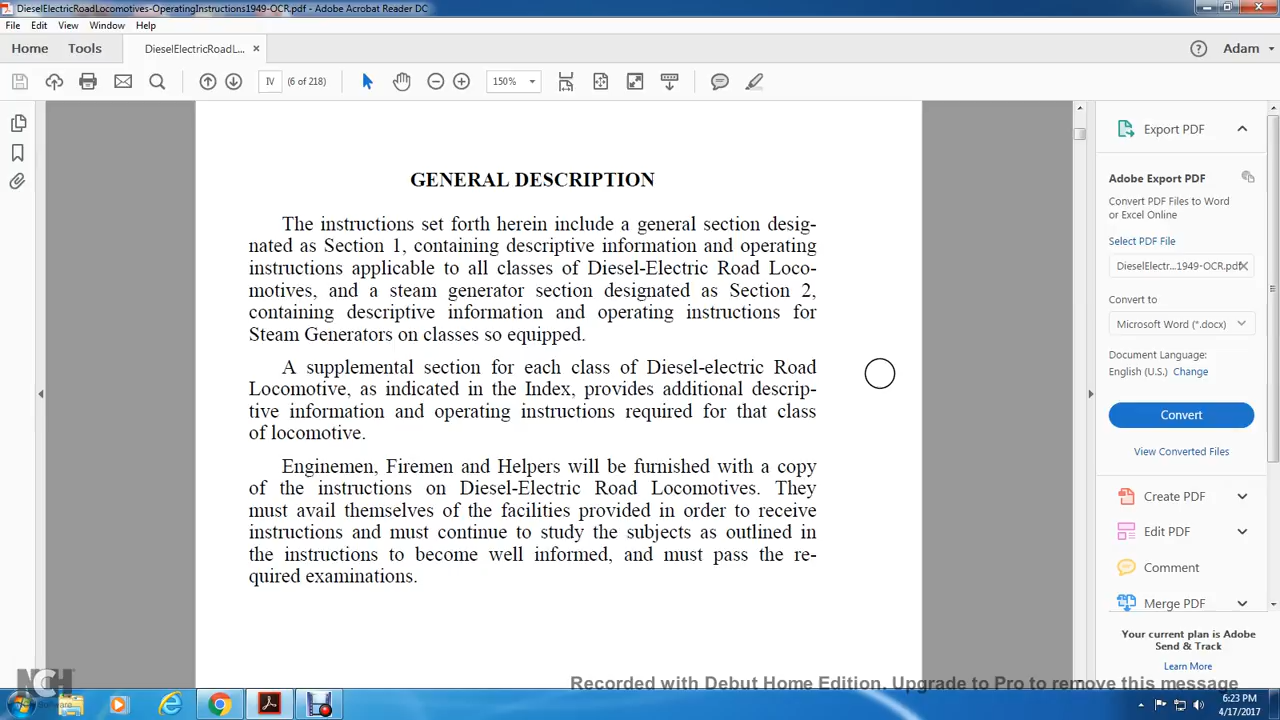 DieselElectricRoadLocomotives-OperatingInstructions1949-OCR.pdf - Adobe Acrobat Reader DC
File Edit View Window Help
Home Tools DieselElectricRoadL... × Adam
IV (6 of 218) 150%
GENERAL DESCRIPTION
The instructions set forth herein include a general section desig-
nated as Section 1, containing descriptive information and operating
instructions applicable to all classes of Diesel-Electric Road Loco-
motives, and a steam generator section designated as Section 2,
containing descriptive information and operating instructions for
Steam Generators on classes so equipped.
A supplemental section for each class of Diesel-electric Road
Locomotive, as indicated in the Index, provides additional descrip-
tive information and operating instructions required for that class
of locomotive.
Enginemen, Firemen and Helpers will be furnished with a copy
of the instructions on Diesel-Electric Road Locomotives. They
must avail themselves of the facilities provided in order to receive
instructions and must continue to study the subjects as outlined in
the instructions to become well informed, and must pass the re-
quired examinations.
Export PDF
Adobe Export PDF
Convert PDF Files to Word
or Excel Online
Select PDF File
DieselElectr...1949-OCR.pdf
Convert to
Microsoft Word (*.docx)
Document Language:
English (U.S.) Change
Convert
View Converted Files
Create PDF
Edit PDF
Comment
Merge PDF
Your current plan is Adobe
Send & Track
Learn More
NCH
Software
Recorded with Debut Home Edition. Upgrade to Pro to remove this message
6:23 PM
4/17/2017